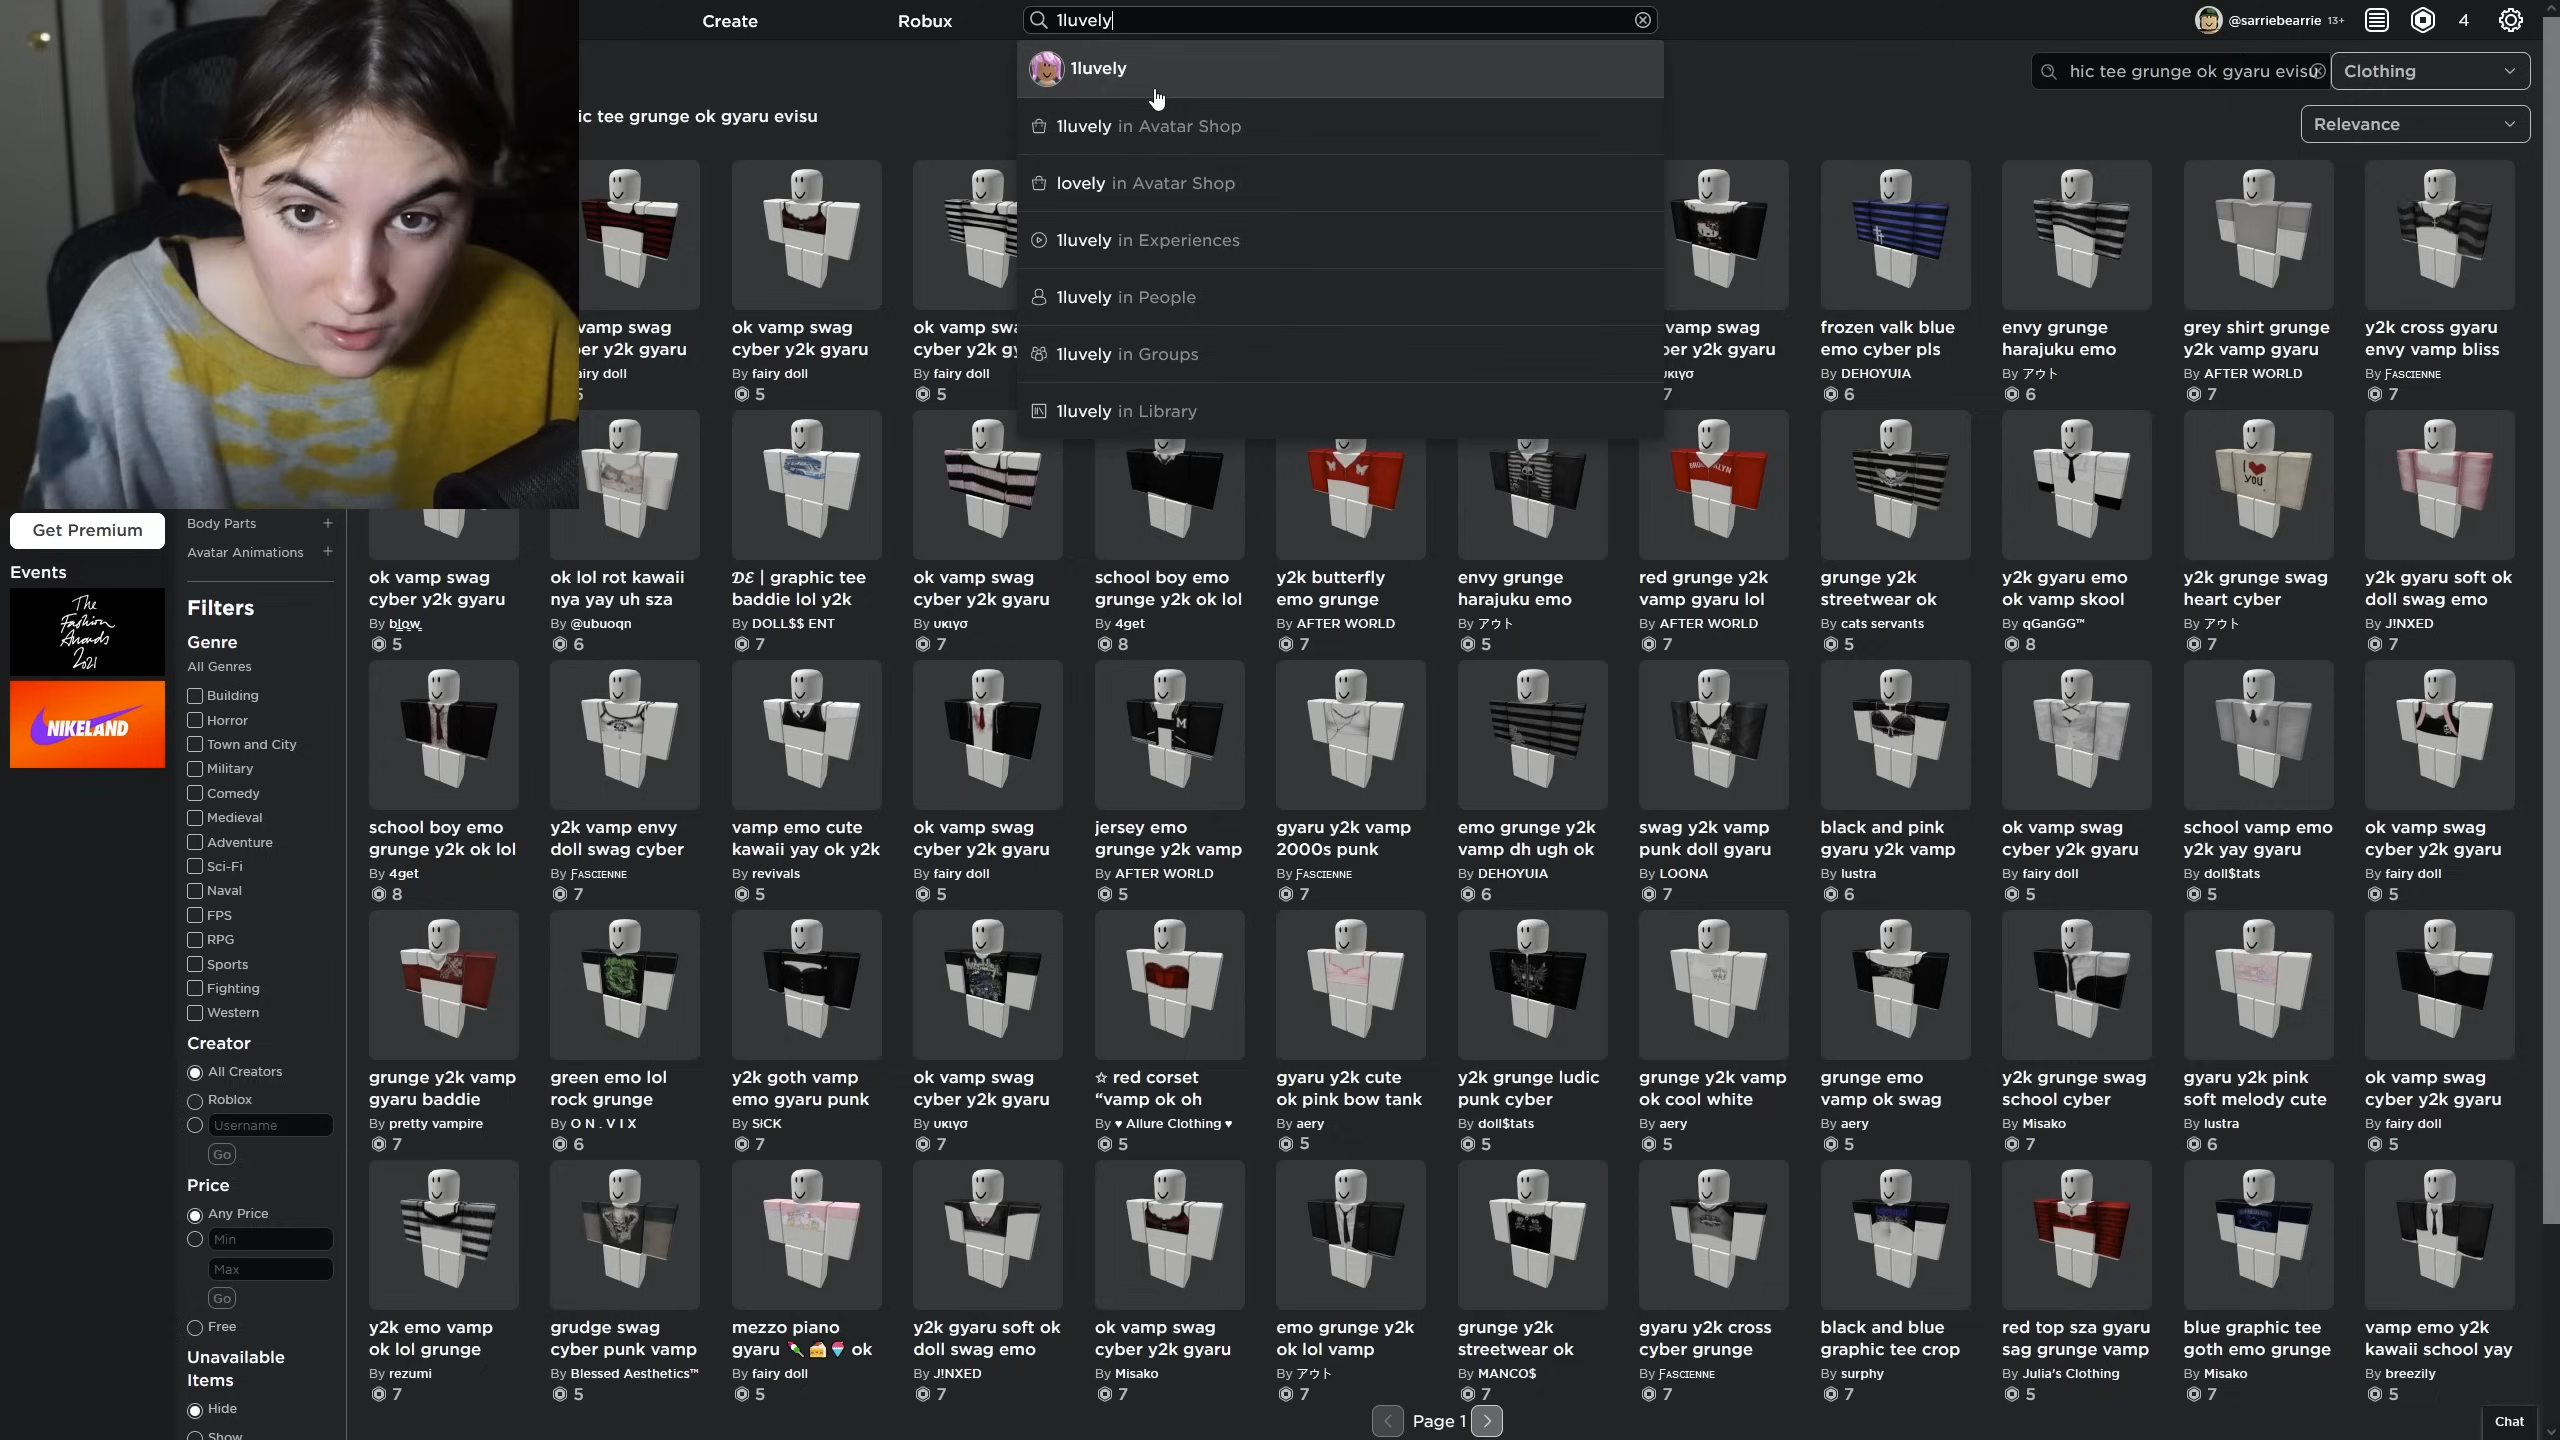 Create
Robux
1luvely
@sarriebearrie 13+
4
1luvely
hic tee grunge ok gyaru evisu
Clothing
1luvely in Avatar Shop
ic tee grunge ok gyaru evisu
Relevance
lovely in Avatar Shop
1luvely in Experiences
1luvely in People
1luvely in Groups
1luvely in Library
vamp swag
er y2k gyaru
airy doll
5
ok vamp swag
cyber y2k gyaru
By fairy doll
5
ok vamp swa
cyber y2k gy
By fairy doll
5
vamp swag
er y2k gyaru
υκιγσ
7
frozen valk blue
emo cyber pls
By DEHOYUIA
6
envy grunge
harajuku emo
By アウト
6
grey shirt grunge
y2k vamp gyaru
By AFTER WORLD
7
y2k cross gyaru
envy vamp bliss
By Ƒᴀsᴄɪᴇɴɴᴇ
7
Get Premium
Events
The
Fashion
Awards
2021
NIKELAND
Body Parts +
Avatar Animations +
Filters
Genre
All Genres
Building
Horror
Town and City
Military
Comedy
Medieval
Adventure
Sci-Fi
Naval
FPS
RPG
Sports
Fighting
Western
Creator
All Creators
Roblox
Username
Go
Price
Any Price
Min
Max
Go
Free
Unavailable
Items
Hide
Show
ok vamp swag
cyber y2k gyaru
By blow
5
ok lol rot kawaii
nya yay uh sza
By @ubuoqn
6
𝓓𝓔 | graphic tee
baddie lol y2k
By DOLL$$ ENT
7
ok vamp swag
cyber y2k gyaru
By υκιγσ
7
school boy emo
grunge y2k ok lol
By 4get
8
y2k butterfly
emo grunge
By AFTER WORLD
7
envy grunge
harajuku emo
By アウト
5
red grunge y2k
vamp gyaru lol
By AFTER WORLD
7
grunge y2k
streetwear ok
By cats servants
5
y2k gyaru emo
ok vamp skool
By qGanGG™
8
I
YOU
y2k grunge swag
heart cyber
By アウト
7
y2k gyaru soft ok
doll swag emo
By J!NXED
7
school boy emo
grunge y2k ok lol
By 4get
8
y2k vamp envy
doll swag cyber
By Ƒᴀsᴄɪᴇɴɴᴇ
7
vamp emo cute
kawaii yay ok y2k
By revivals
5
ok vamp swag
cyber y2k gyaru
By fairy doll
5
M
jersey emo
grunge y2k vamp
By AFTER WORLD
5
gyaru y2k vamp
2000s punk
By Ƒᴀsᴄɪᴇɴɴᴇ
7
emo grunge y2k
vamp dh ugh ok
By DEHOYUIA
6
swag y2k vamp
punk doll gyaru
By LOONA
7
black and pink
gyaru y2k vamp
By lustra
6
ok vamp swag
cyber y2k gyaru
By fairy doll
5
school vamp emo
y2k yay gyaru
By doll$tats
7
ok vamp swag
cyber y2k gyaru
By fairy doll
5
grunge y2k vamp
gyaru baddie
By pretty vampire
7
green emo lol
rock grunge
By O N . V I X
6
y2k goth vamp
emo gyaru punk
By SiCK
7
ok vamp swag
cyber y2k gyaru
By υκιγσ
7
☆ red corset
“vamp ok oh
By ♥ Allure Clothing ♥
5
gyaru y2k cute
ok pink bow tank
By aery
5
y2k grunge ludic
punk cyber
By doll$tats
7
grunge y2k vamp
ok cool white
By aery
5
grunge emo
vamp ok swag
By aery
5
y2k grunge swag
school cyber
By Misako
7
gyaru y2k pink
soft melody cute
By lustra
6
ok vamp swag
cyber y2k gyaru
By fairy doll
5
y2k emo vamp
ok lol grunge
By rezumi
7
grudge swag
cyber punk vamp
By Blessed Aesthetics™
5
mezzo piano
gyaru 🍡🧀🍧 ok
By fairy doll
5
y2k gyaru soft ok
doll swag emo
By J!NXED
7
ok vamp swag
cyber y2k gyaru
By Misako
7
emo grunge y2k
ok lol vamp
By アウト
7
grunge y2k
streetwear ok
By MANCO$
7
gyaru y2k cross
cyber grunge
By Ƒᴀsᴄɪᴇɴɴᴇ
7
black and blue
graphic tee crop
By surphy
7
red top sza gyaru
sag grunge vamp
By Julia's Clothing
5
blue graphic tee
goth emo grunge
By Misako
7
vamp emo y2k
kawaii school yay
By breezily
5
Page 1
Chat